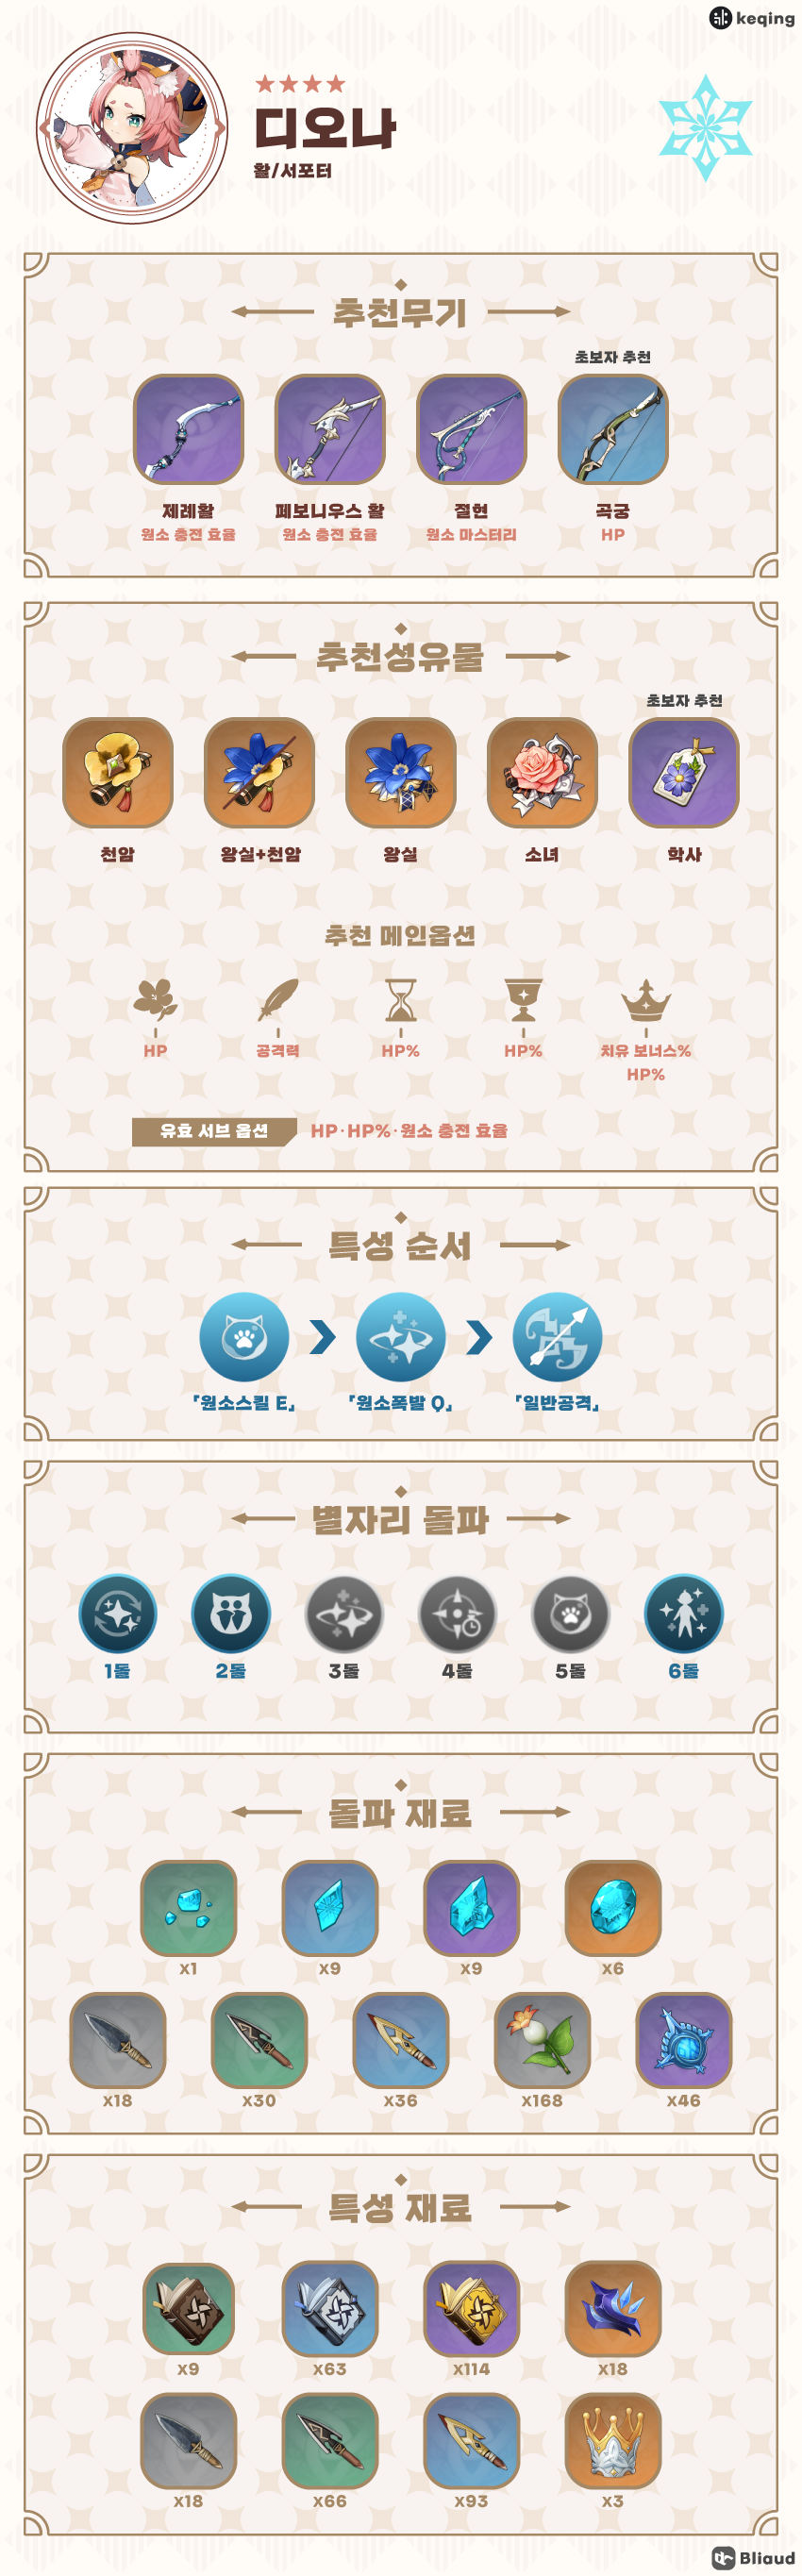 keqing
디오나
활/서포터
추천무기
초보자 추천
제례활 페보니우스 활 절현 곡궁
원소 충전 효율 원소 충전 효율 원소 마스터리 HP
추천성유물
초보자 추천
천암 왕실+천암 왕실 소녀 학사
추천 메인옵션
HP 공격력 HP% HP% 치유 보너스%
HP%
유효 서브 옵션 HP·HP%·원소 충전 효율
특성 순서
「원소스킬 E」 「원소폭발 Q」 「일반공격」
별자리 돌파
1돌 2돌 3돌 4돌 5돌 6돌
돌파 재료
x1 x9 x9 x6
x18 x30 x36 x168 x46
특성 재료
x9 x63 x114 x18
x18 x66 x93 x3
Bliaud